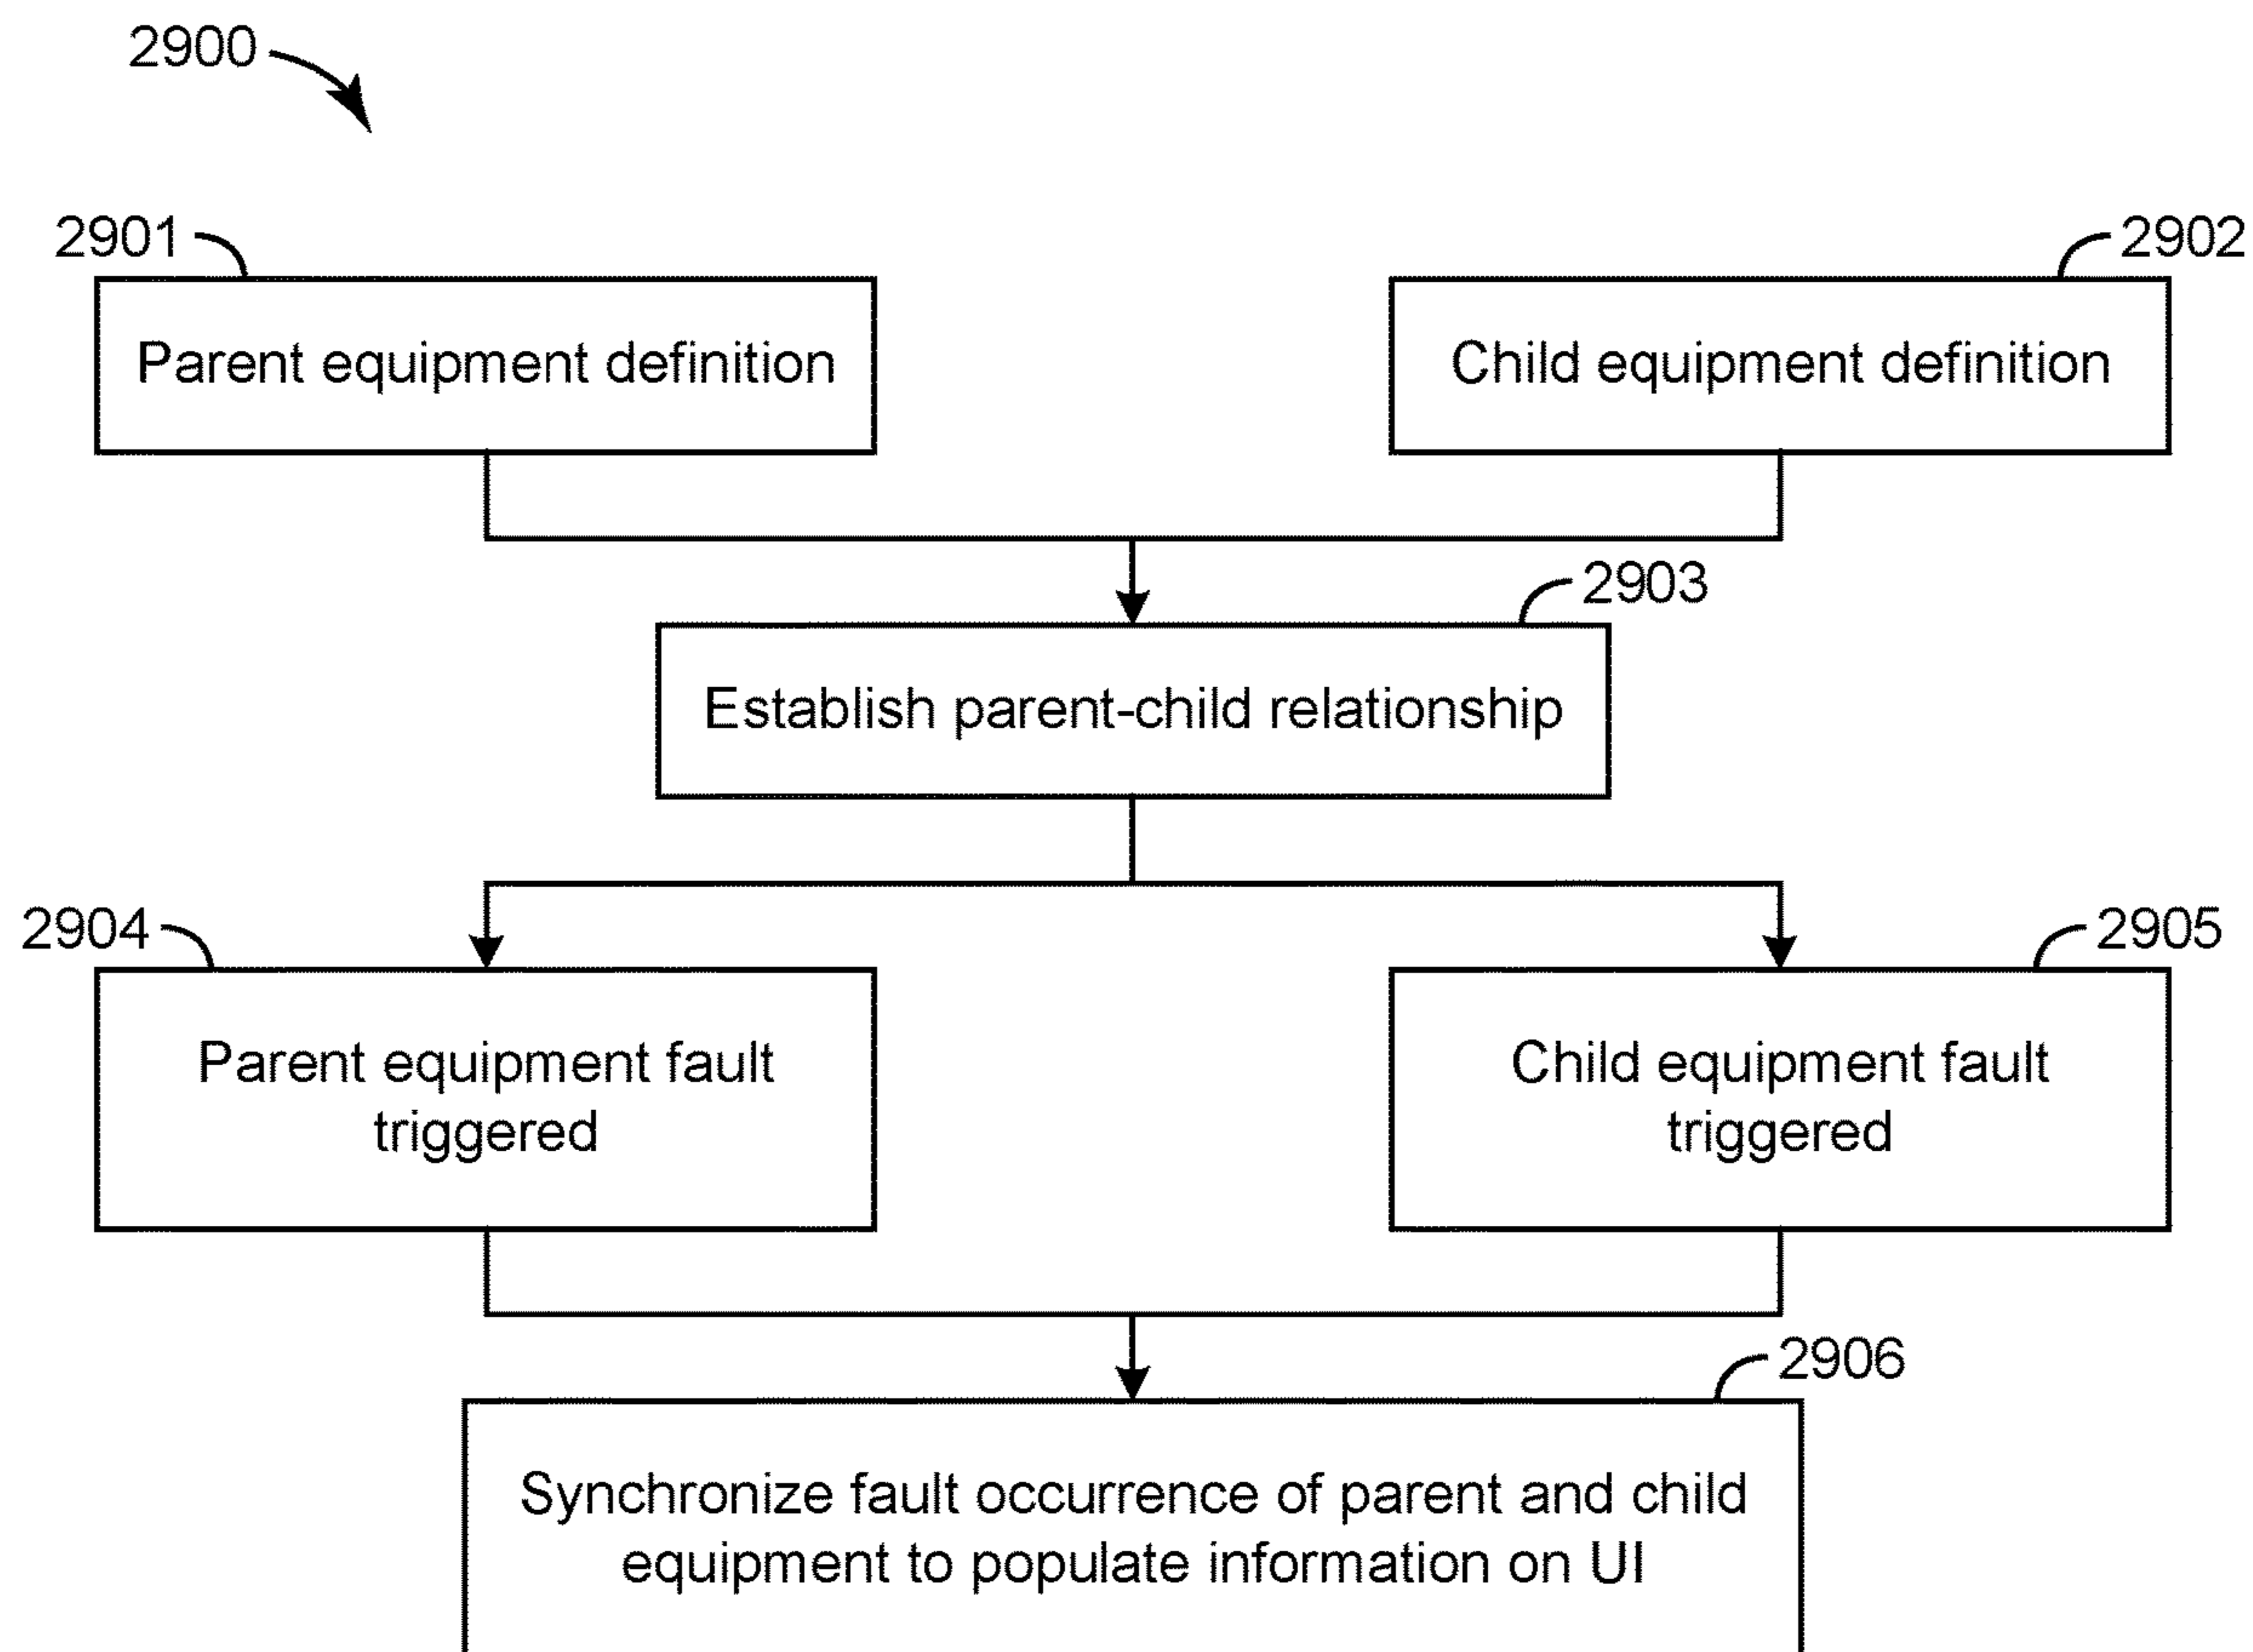 2900
2901
2902
Parent equipment definition
Child equipment definition
2903
Establish parent-child relationship
2904
2905
Parent equipment fault
triggered
Child equipment fault
triggered
2906
Synchronize fault occurrence of parent and child
equipment to populate information on UI